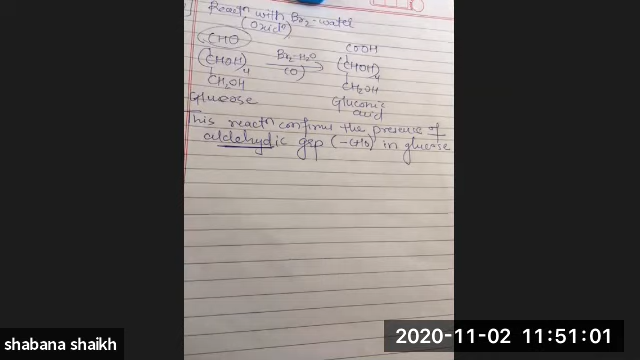 Reactn with Br2-water
(Oxidn)
CHO
(CHOH)4
CH2OH
Glucose
Br2 H2O
(O)
COOH
(CHOH)4
CH2OH
Gluconic
acid
This reactn confirms the presence of
aldehydic grp (-CHO) in glucose
shabana shaikh
2020-11-02 11:51:01